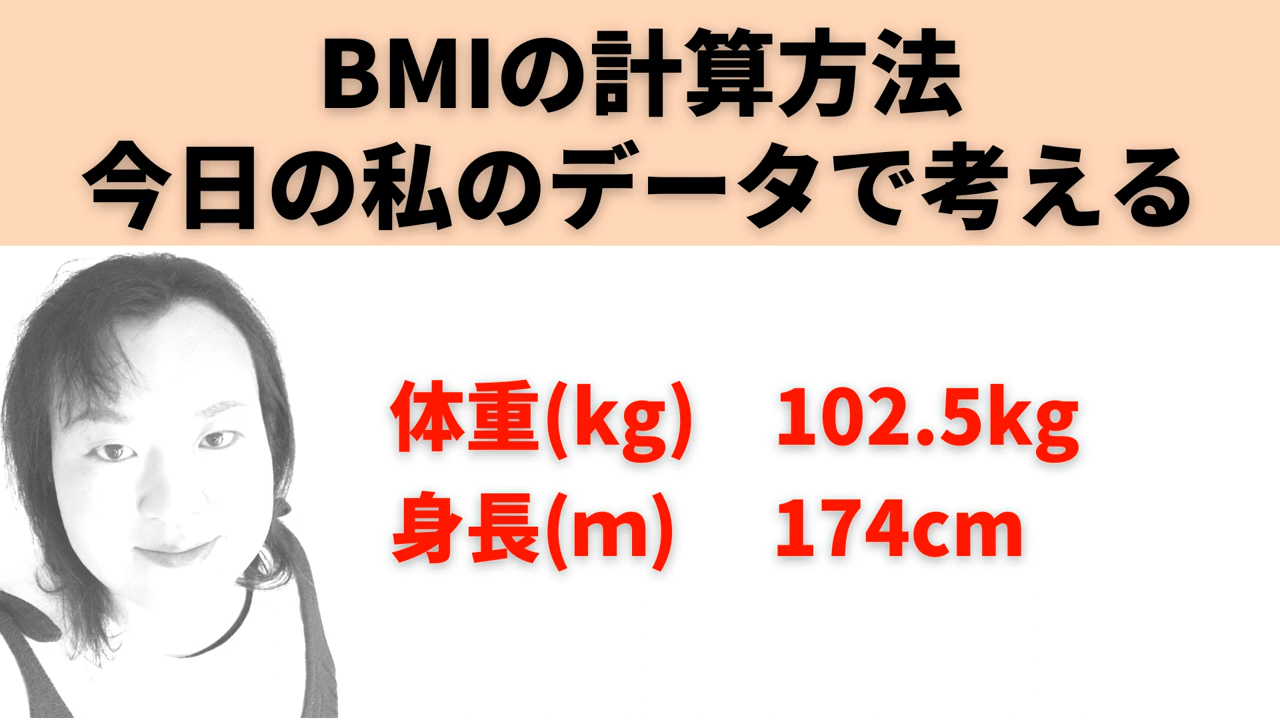 BMIの計算方法
今日の私のデータで考える
体重(kg) 102.5kg
身長(m) 174cm